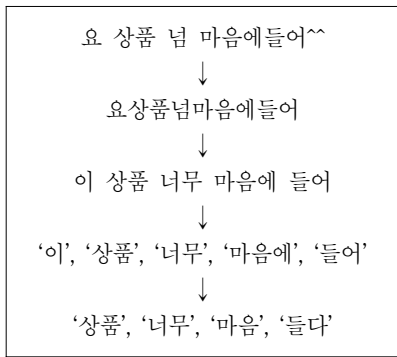 요 상품 넘 마음에들어^^
↓
요상품넘마음에들어
↓
이 상품 너무 마음에 들어
↓
‘이’, ‘상품’, ‘너무’, ‘마음에’, ‘들어’
↓
‘상품’, ‘너무’, ‘마음’, ‘들다’